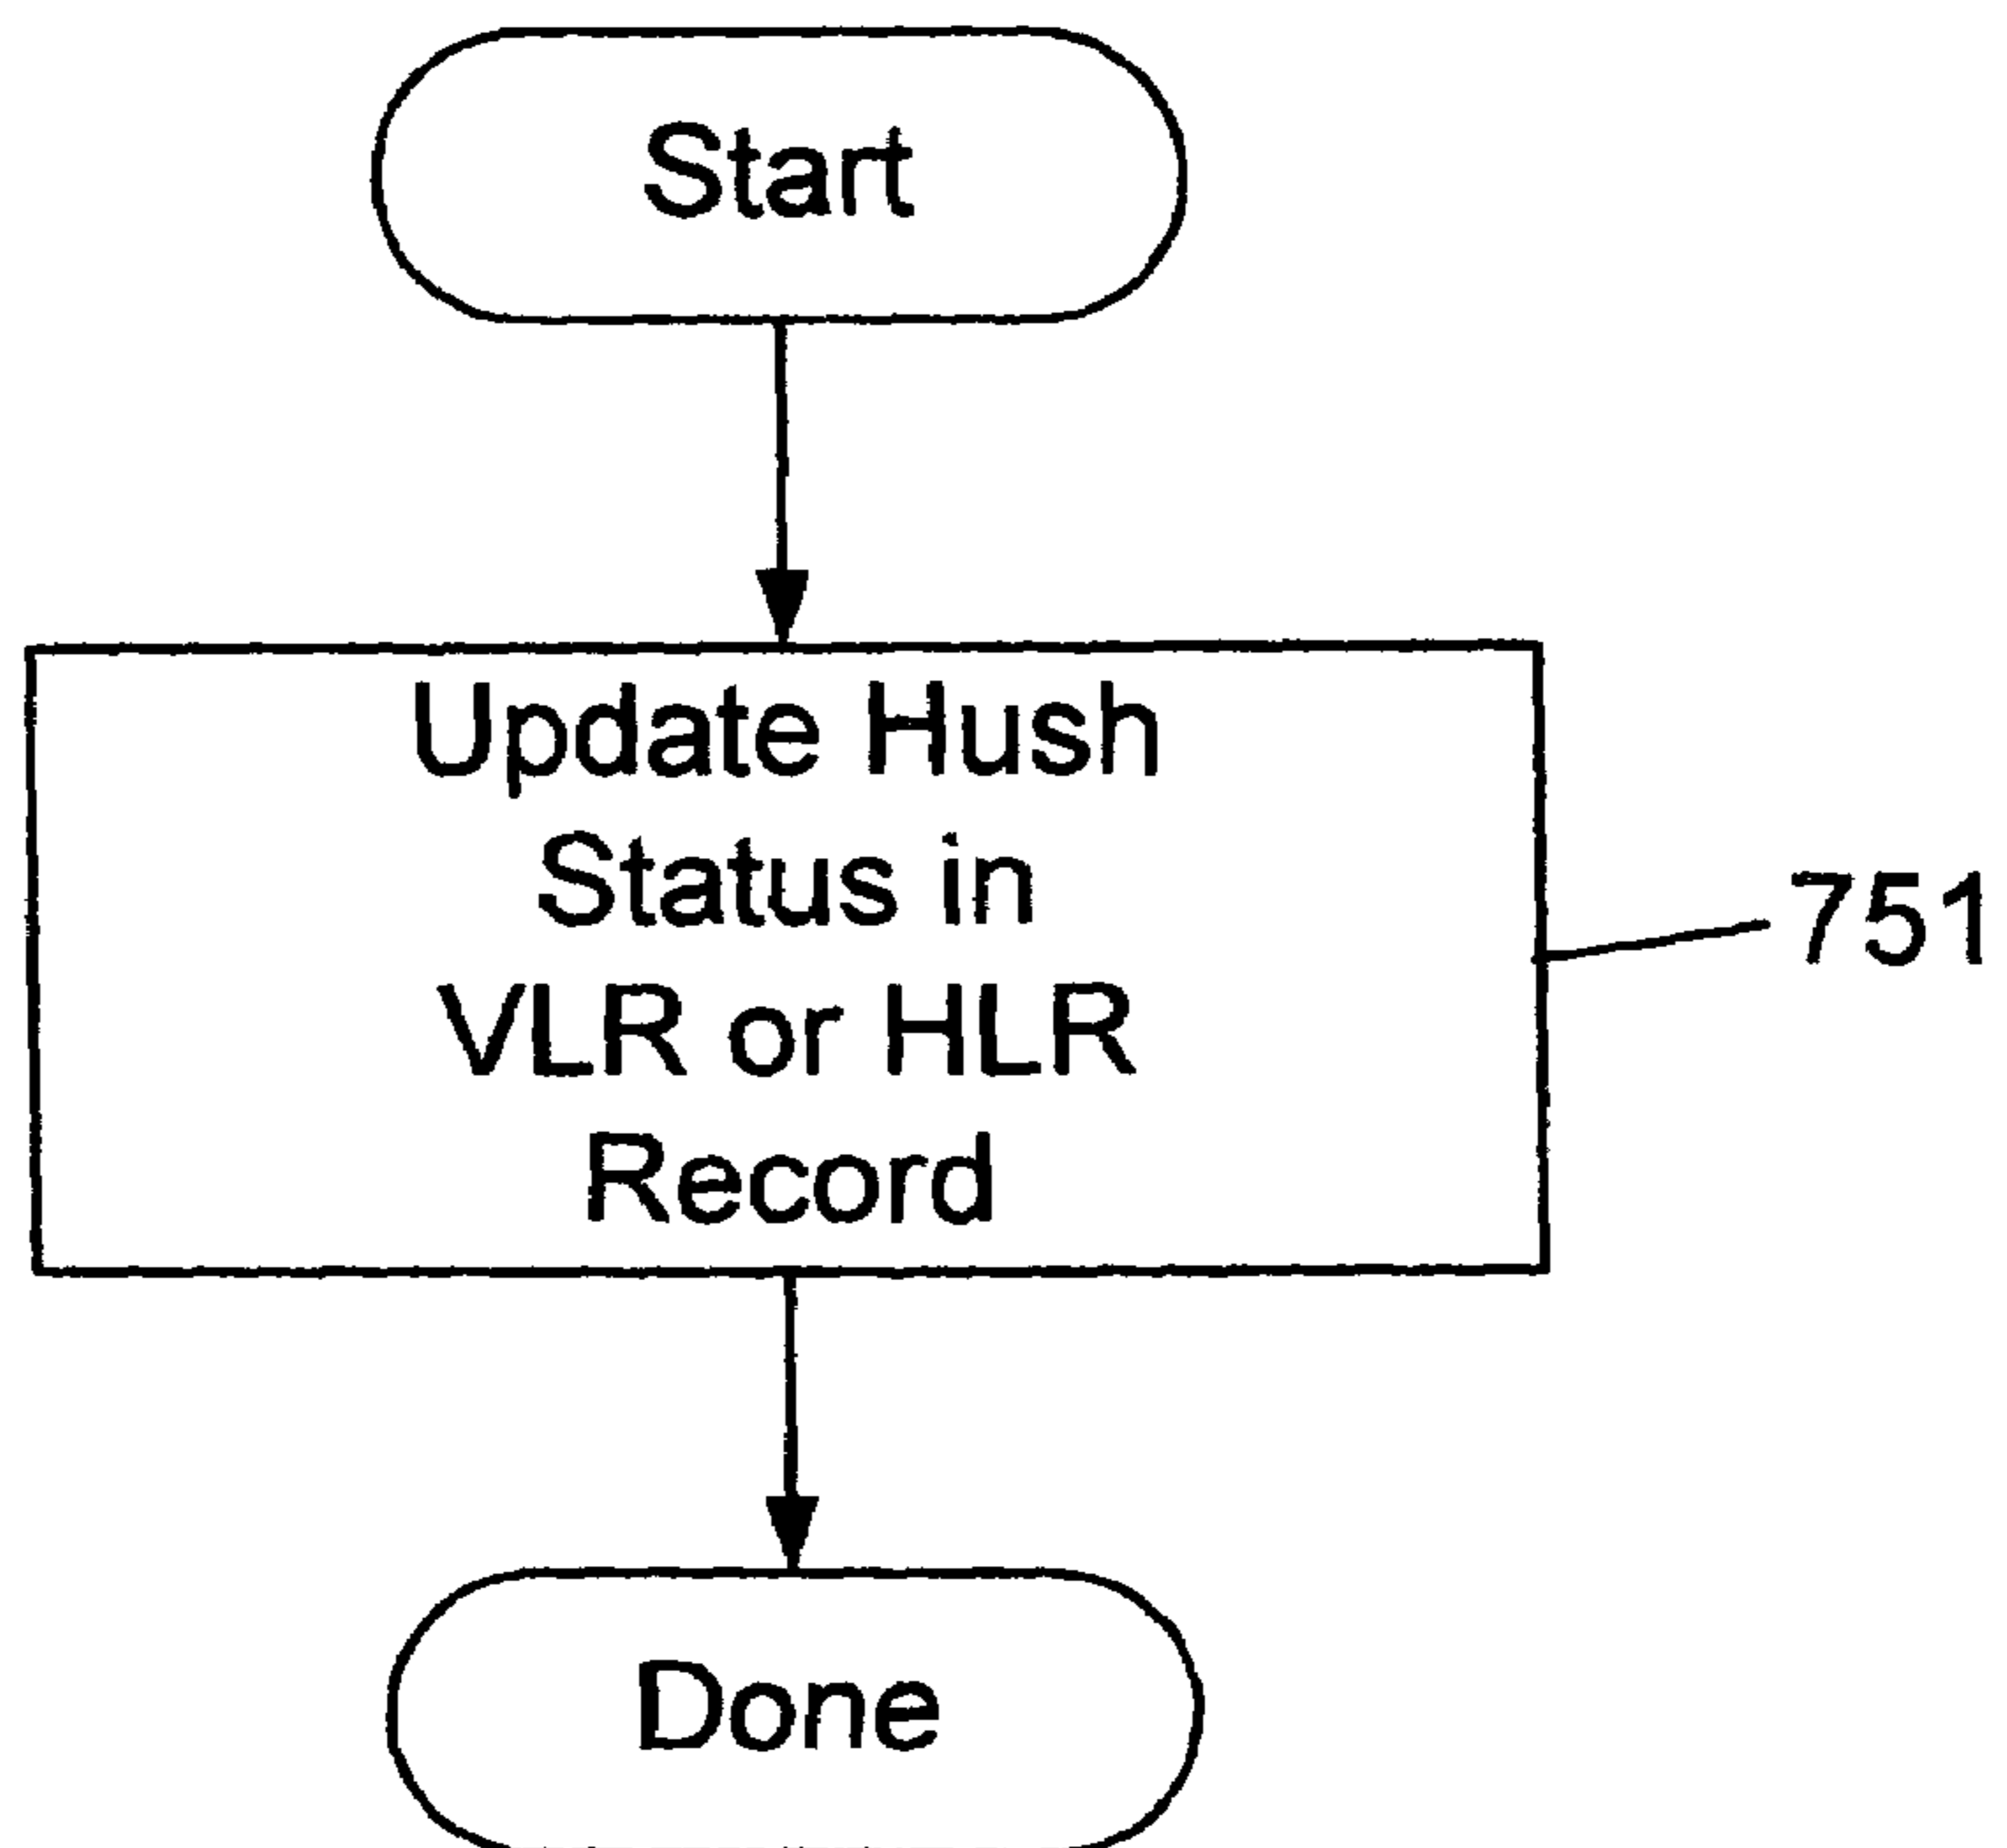 Start
Update Hush
Status in
VLR or HLR
Record
751
Done